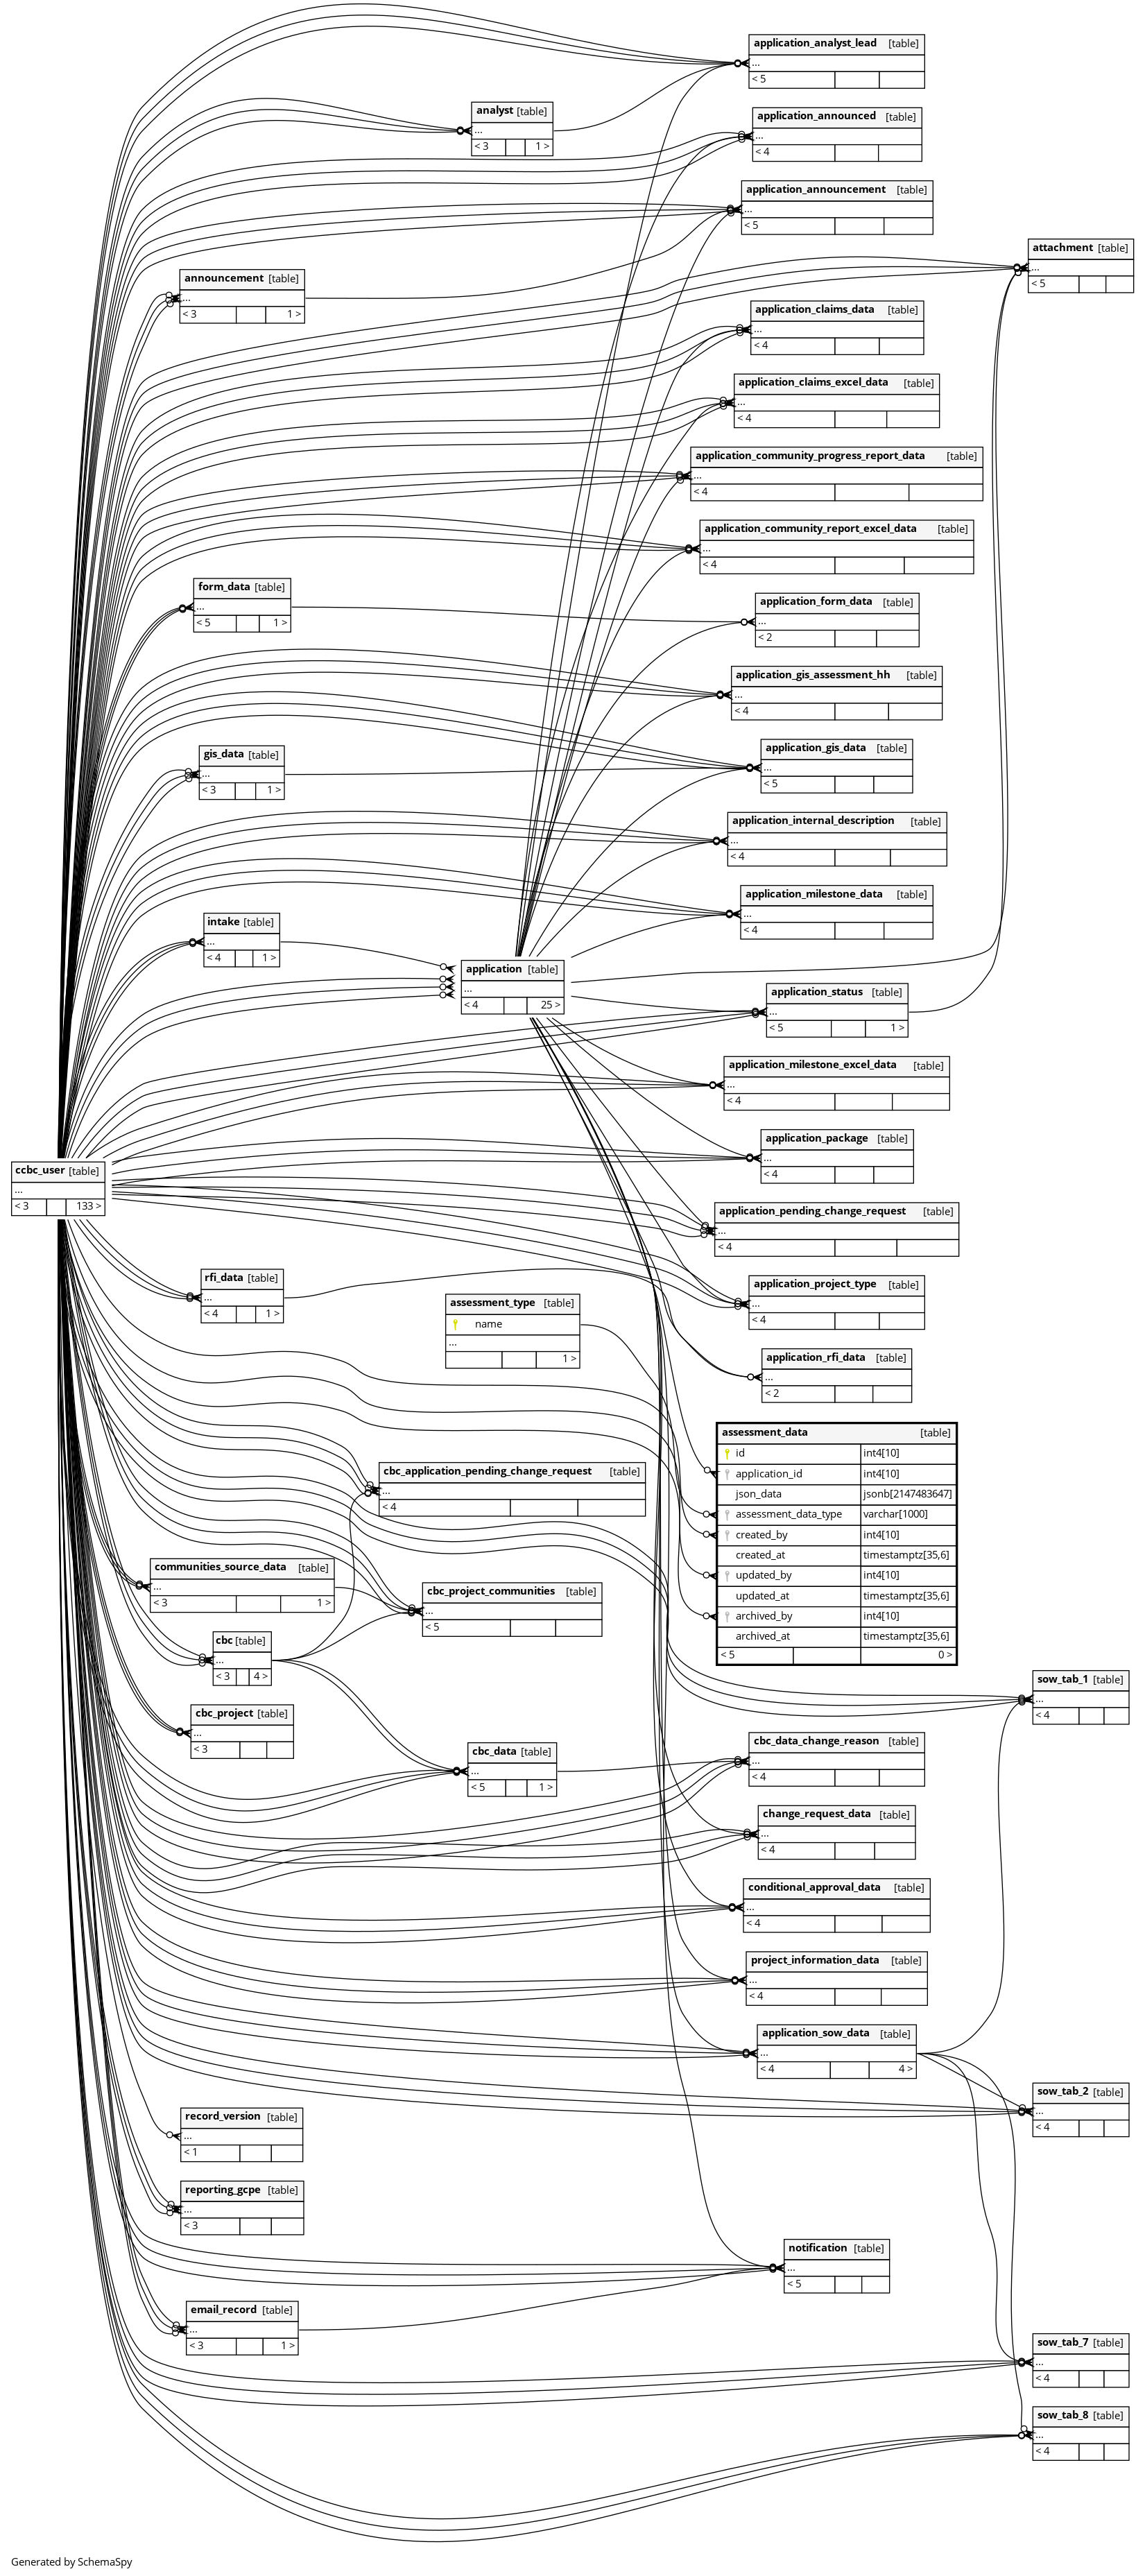 application_analyst_lead [table]
...
< 5
analyst [table]
...
< 3 1 >
application_announced [table]
...
< 4
application_announcement [table]
...
< 5
attachment [table]
...
< 5
announcement [table]
...
< 3 1 >
application_claims_data [table]
...
< 4
application_claims_excel_data [table]
...
< 4
application_community_progress_report_data [table]
...
< 4
application_community_report_excel_data [table]
...
< 4
form_data [table]
...
< 5 1 >
application_form_data [table]
...
< 2
application_gis_assessment_hh [table]
...
< 4
gis_data [table]
...
< 3 1 >
application_gis_data [table]
...
< 5
application_internal_description [table]
...
< 4
application_milestone_data [table]
...
< 4
intake [table]
...
< 4 1 >
application [table]
...
< 4 25 >
application_status [table]
...
< 5 1 >
application_milestone_excel_data [table]
...
< 4
application_package [table]
...
< 4
ccbc_user [table]
...
< 3 133 >
application_pending_change_request [table]
...
< 4
rfi_data [table]
...
< 4 1 >
application_project_type [table]
...
< 4
assessment_type [table]
name
...
1 >
application_rfi_data [table]
...
< 2
assessment_data [table]
id int4[10]
application_id int4[10]
json_data jsonb[2147483647]
assessment_data_type varchar[1000]
created_by int4[10]
created_at timestamptz[35,6]
updated_by int4[10]
updated_at timestamptz[35,6]
archived_by int4[10]
archived_at timestamptz[35,6]
< 5 0 >
cbc_application_pending_change_request [table]
...
< 4
communities_source_data [table]
...
< 3 1 >
cbc_project_communities [table]
...
< 5
cbc [table]
...
< 3 4 >
sow_tab_1 [table]
...
< 4
cbc_project [table]
...
< 3
cbc_data [table]
...
< 5 1 >
cbc_data_change_reason [table]
...
< 4
change_request_data [table]
...
< 4
conditional_approval_data [table]
...
< 4
project_information_data [table]
...
< 4
application_sow_data [table]
...
< 4 4 >
sow_tab_2 [table]
...
< 4
record_version [table]
...
< 1
reporting_gcpe [table]
...
< 3
notification [table]
...
< 5
email_record [table]
...
< 3 1 >
sow_tab_7 [table]
...
< 4
sow_tab_8 [table]
...
< 4
Generated by SchemaSpy